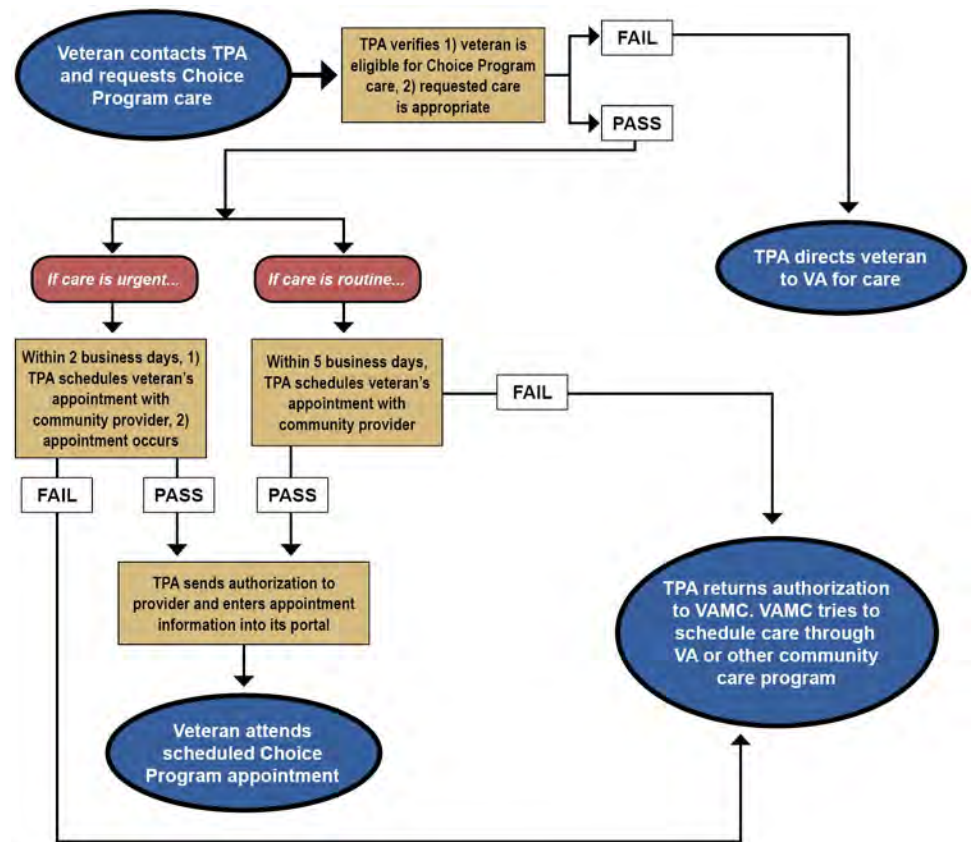 Veteran contacts TPA
and requests Choice
Program care
TPA verifies 1) veteran is
eligible for Choice Program
care, 2) requested care
is appropriate
FAIL
PASS
TPA directs veteran
to VA for care
If care is urgent...
If care is routine...
Within 2 business days, 1)
TPA schedules veteran's
appointment with
community provider, 2)
appointment occurs
Within 5 business days,
TPA schedules veteran's
appointment with
community provider
FAIL
FAIL
PASS
PASS
TPA sends authorization to
provider and enters appointment
information into its portal
TPA returns authorization
to VAMC. VAMC tries to
schedule care through
VA or other community
care program
Veteran attends
scheduled Choice
Program appointment